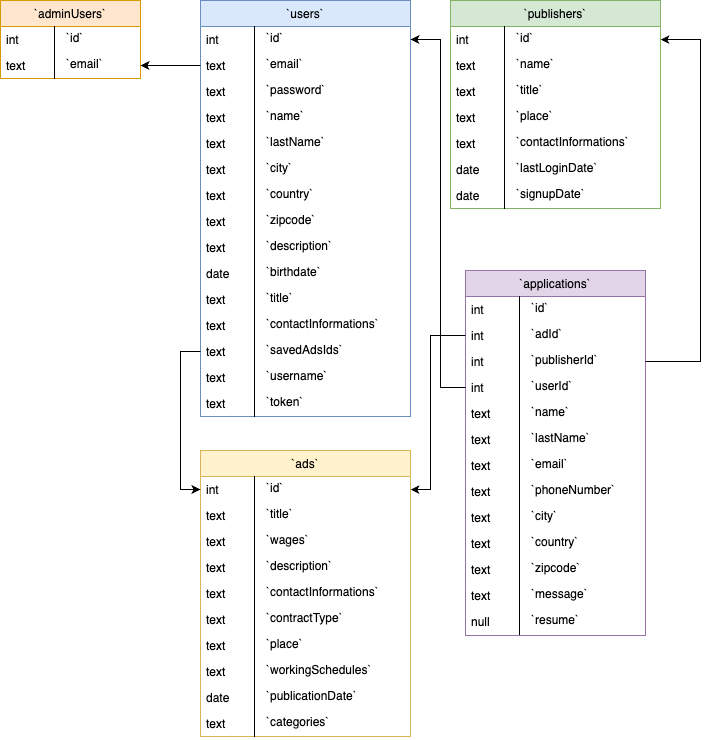 `adminUsers`
int `id`
text `email`
`users`
int `id`
text `email`
text `password`
text `name`
text `lastName`
text `city`
text `country`
text `zipcode`
text `description`
date `birthdate`
text `title`
text `contactInformations`
text `savedAdsIds`
text `username`
text `token`
`publishers`
int `id`
text `name`
text `title`
text `place`
text `contactInformations`
date `lastLoginDate`
date `signupDate`
`applications`
int `id`
int `adId`
int `publisherId`
int `userId`
text `name`
text `lastName`
text `email`
text `phoneNumber`
text `city`
text `country`
text `zipcode`
text `message`
null `resume`
`ads`
int `id`
text `title`
text `wages`
text `description`
text `contactInformations`
text `contractType`
text `place`
text `workingSchedules`
date `publicationDate`
text `categories`